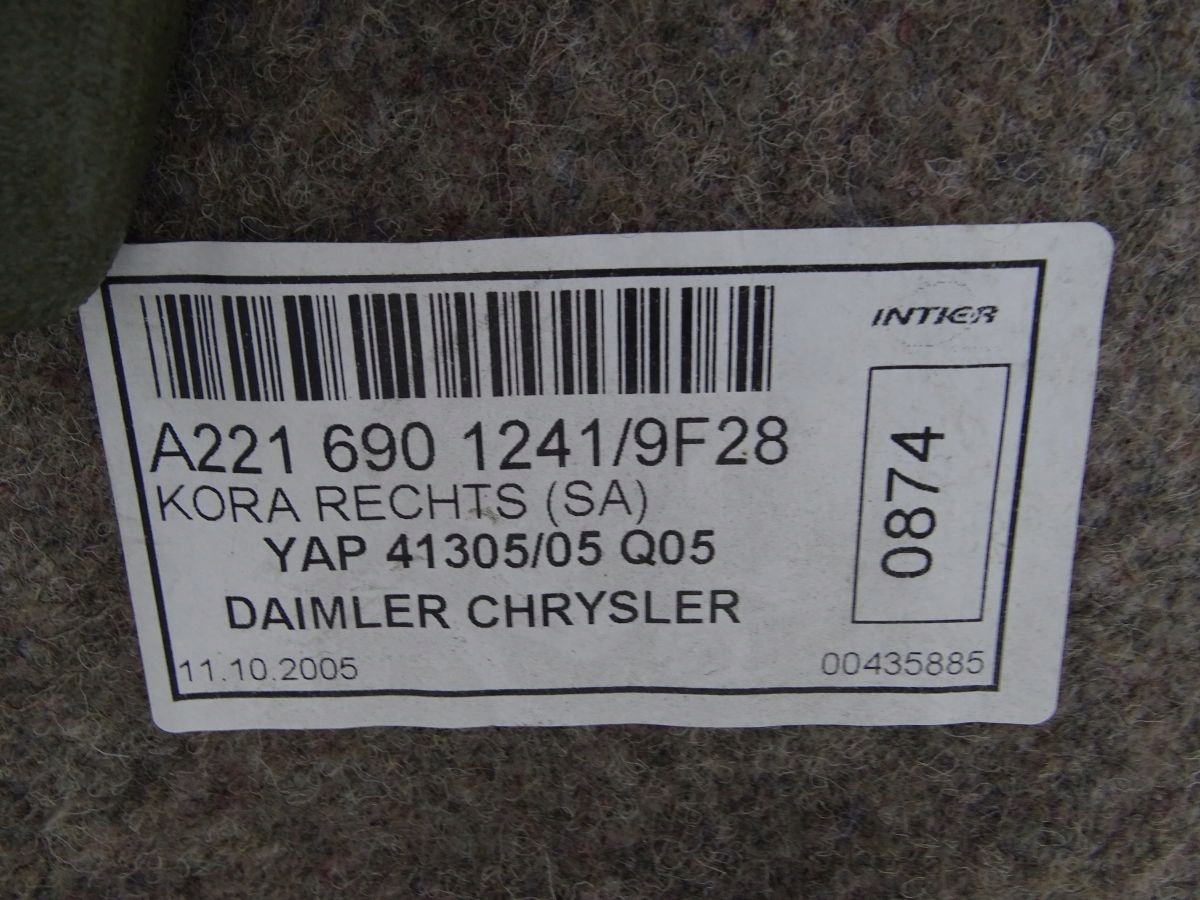 INTIER
A221 690 1241/9F28
KORA RECHTS (SA)
YAP 41305/05 Q05
DAIMLER CHRYSLER
0874
11.10.2005
00435885